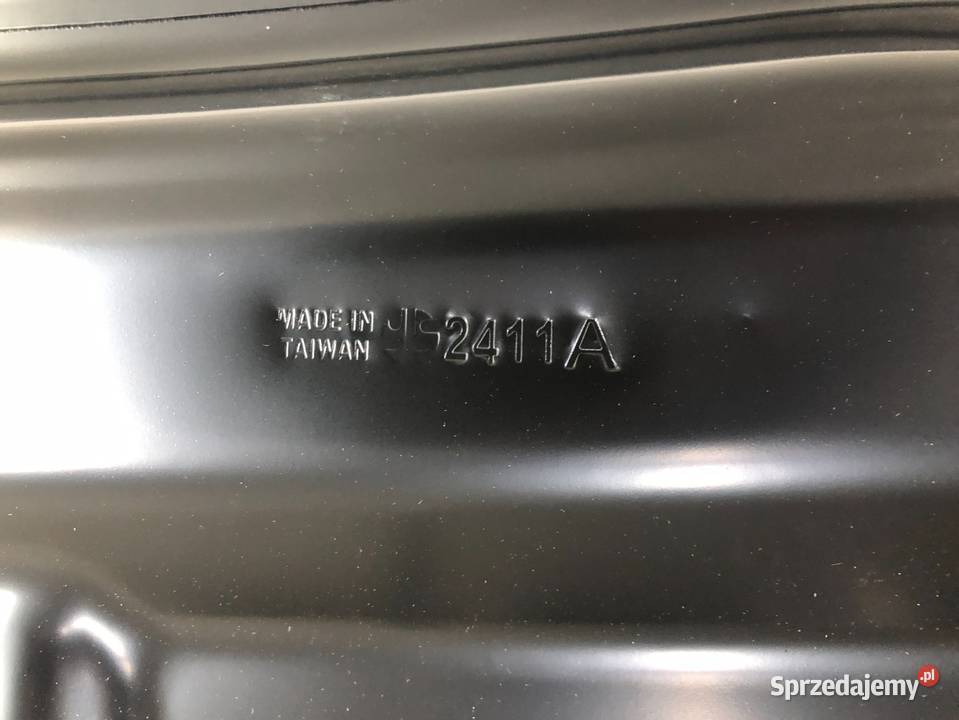 MADE IN
TAIWAN
2411A
Sprzedajemy.pl